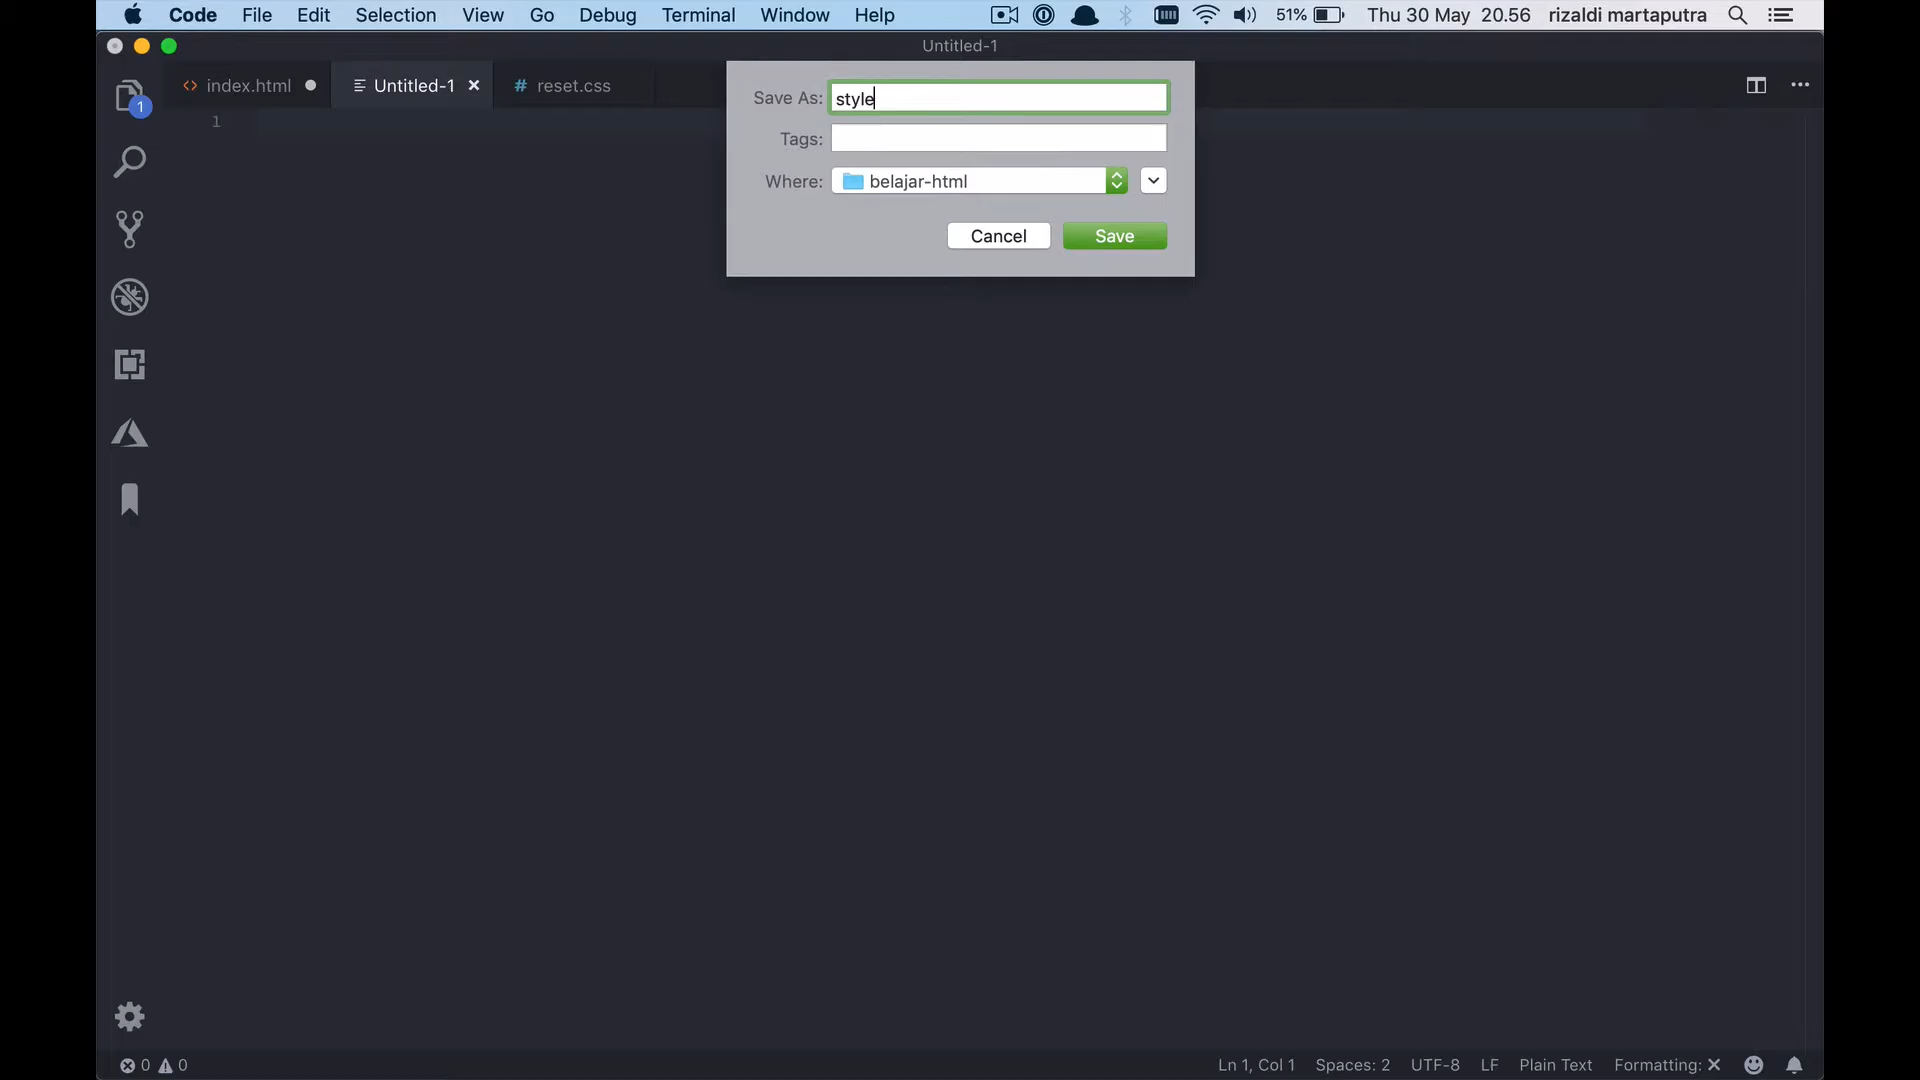 Code File Edit Selection View Go Debug Terminal Window Help 51% Thu 30 May 20.56 rizaldi martaputra
Untitled-1
index.html Untitled-1 # reset.css
Save As: style
Tags:
Where: belajar-html
Cancel Save
1
1
0 0 Ln 1, Col 1 Spaces: 2 UTF-8 LF Plain Text Formatting: ✕